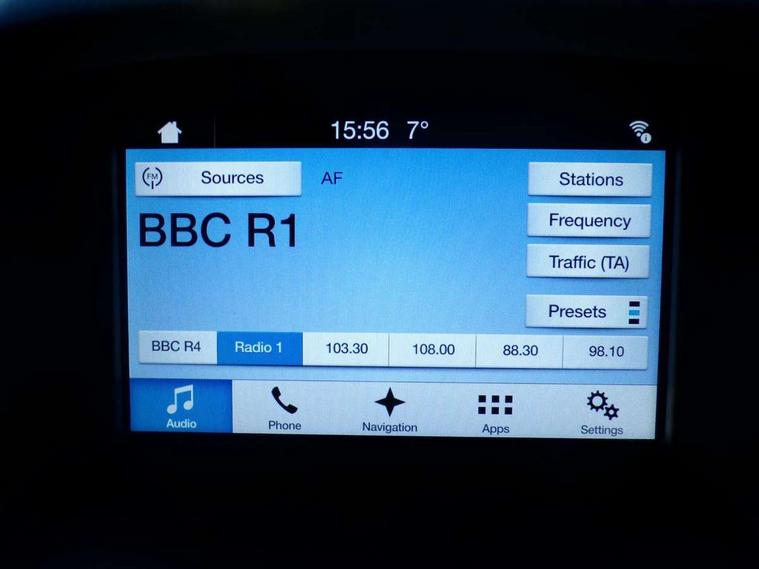 15:56 7°
FM Sources AF Stations
BBC R1
Frequency
Traffic (TA)
Presets
BBC R4 Radio 1 103.30 108.00 88.30 98.10
Audio Phone Navigation Apps Settings